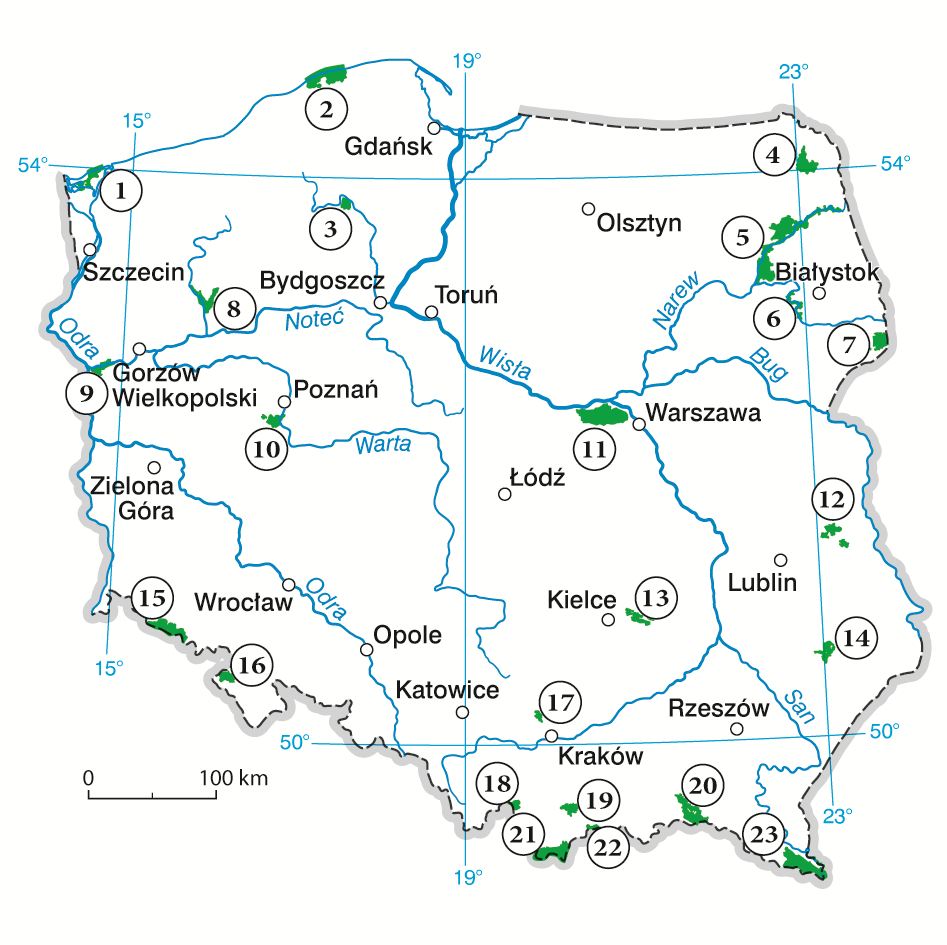 19°
23°
2
15°
Gdańsk
4
54°
54°
1
3
Olsztyn
5
Szczecin
Bydgoszcz
Białystok
Toruń
8
Narew
6
Noteć
Odra
7
Wisła
Bug
Gorzów
Wielkopolski
9
Poznań
Warszawa
10
Warta
11
Łódź
Zielona
Góra
12
Lublin
15
Wrocław
Odra
Kielce
13
Opole
14
15°
16
Katowice
17
Rzeszów
San
50°
50°
Kraków
0
100 km
18
19
20
23°
21
22
23
19°